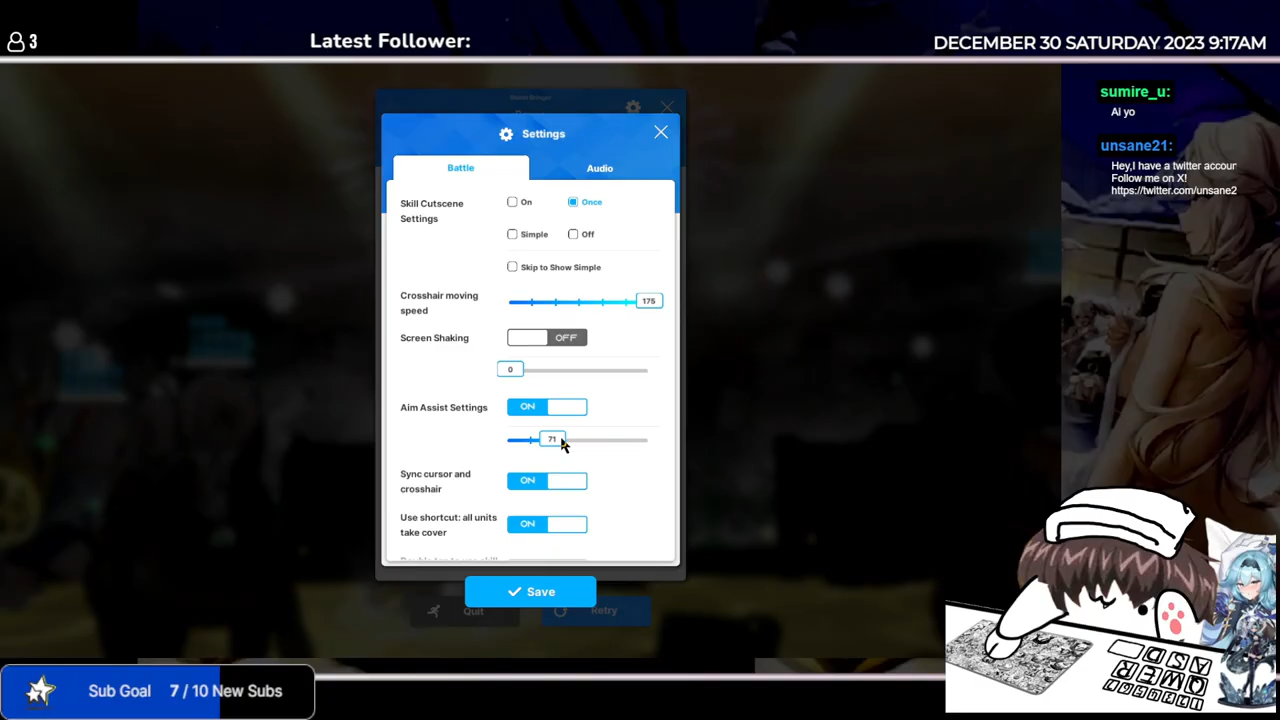 3
Latest Follower:
DECEMBER 30 SATURDAY 2023 9:17AM
sumire_u:
AI yo
unsane21:
Hey,I have a twitter accour
Follow me on X!
https://twitter.com/unsane2
Settings
Battle
Audio
Skill Cutscene
Settings
On
Once
Simple
Off
Skip to Show Simple
Crosshair moving
speed
175
Screen Shaking
OFF
0
Aim Assist Settings
ON
71
Sync cursor and
crosshair
ON
Use shortcut: all units
take cover
ON
Save
Quit
Retry
Sub Goal
7 / 10 New Subs
D S A
R E W Q